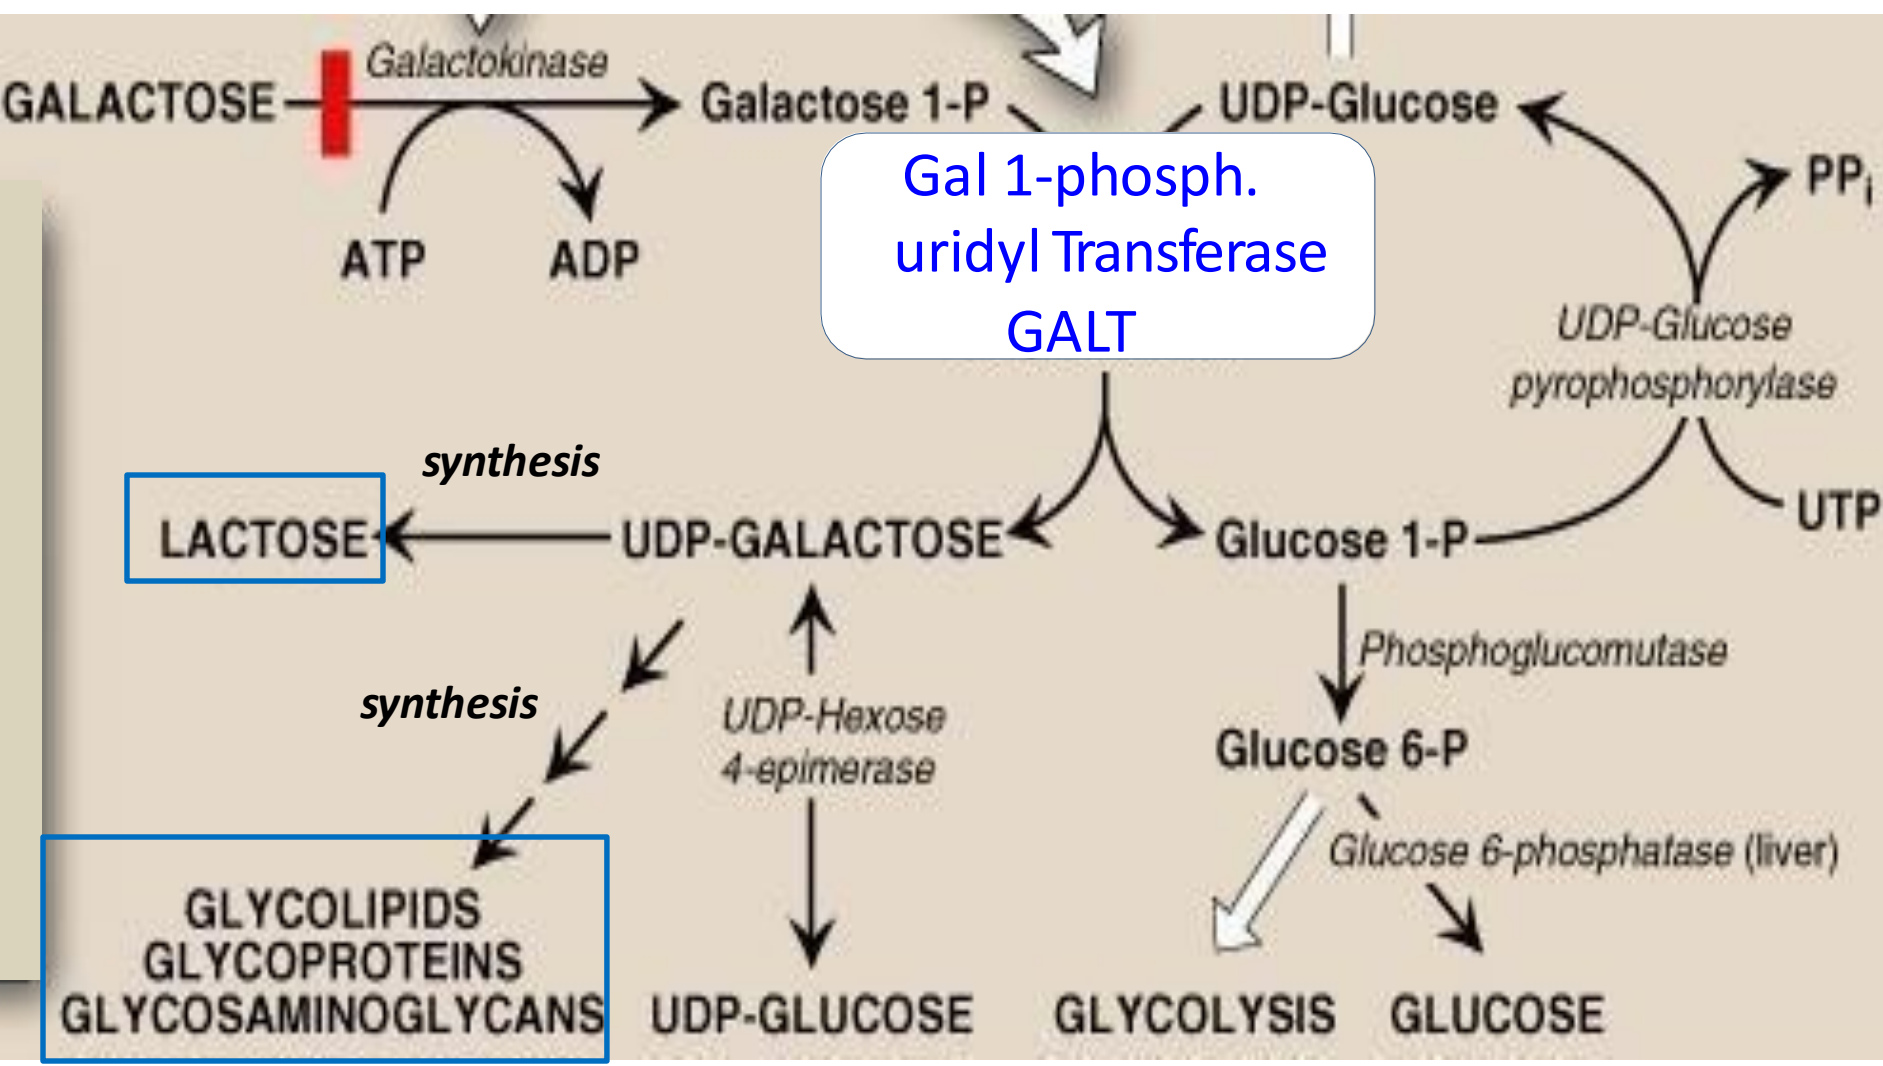 Galactokinase
GALACTOSE
Galactose 1-P
UDP-Glucose
ATP
ADP
PPi
Gal 1-phosph.
uridyl Transferase
GALT
UDP-Glucose
pyrophosphorylase
UTP
synthesis
LACTOSE
UDP-GALACTOSE
Glucose 1-P
Phosphoglucomutase
synthesis
UDP-Hexose
4-epimerase
Glucose 6-P
Glucose 6-phosphatase (liver)
GLYCOLIPIDS
GLYCOPROTEINS
GLYCOSAMINOGLYCANS
UDP-GLUCOSE
GLYCOLYSIS
GLUCOSE